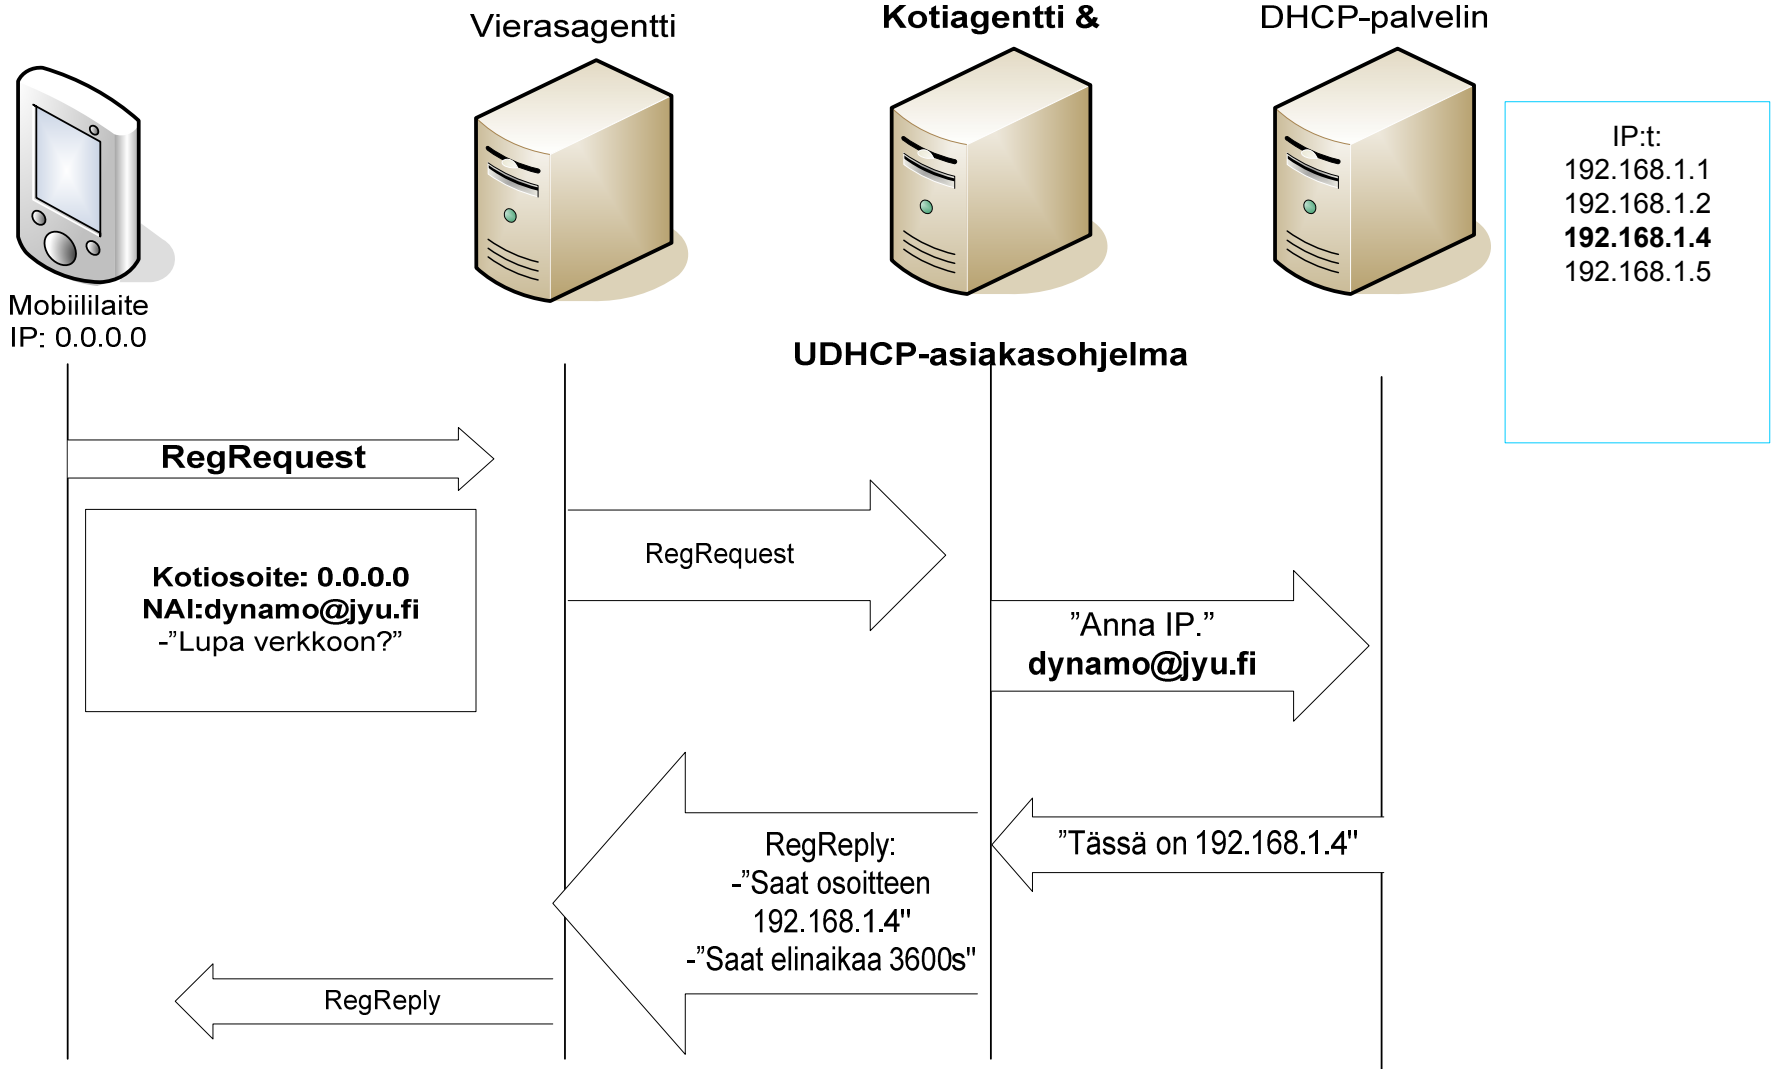 Vierasagentti
Kotiagentti &
DHCP-palvelin
IP:t:
192.168.1.1
192.168.1.2
192.168.1.4
192.168.1.5
Mobiililaite
IP: 0.0.0.0
UDHCP-asiakasohjelma
RegRequest
Kotiosoite: 0.0.0.0
NAI:dynamo@jyu.fi
-”Lupa verkkoon?”
RegRequest
”Anna IP.”
dynamo@jyu.fi
”Tässä on 192.168.1.4"
RegReply:
-”Saat osoitteen
192.168.1.4"
-”Saat elinaikaa 3600s"
RegReply